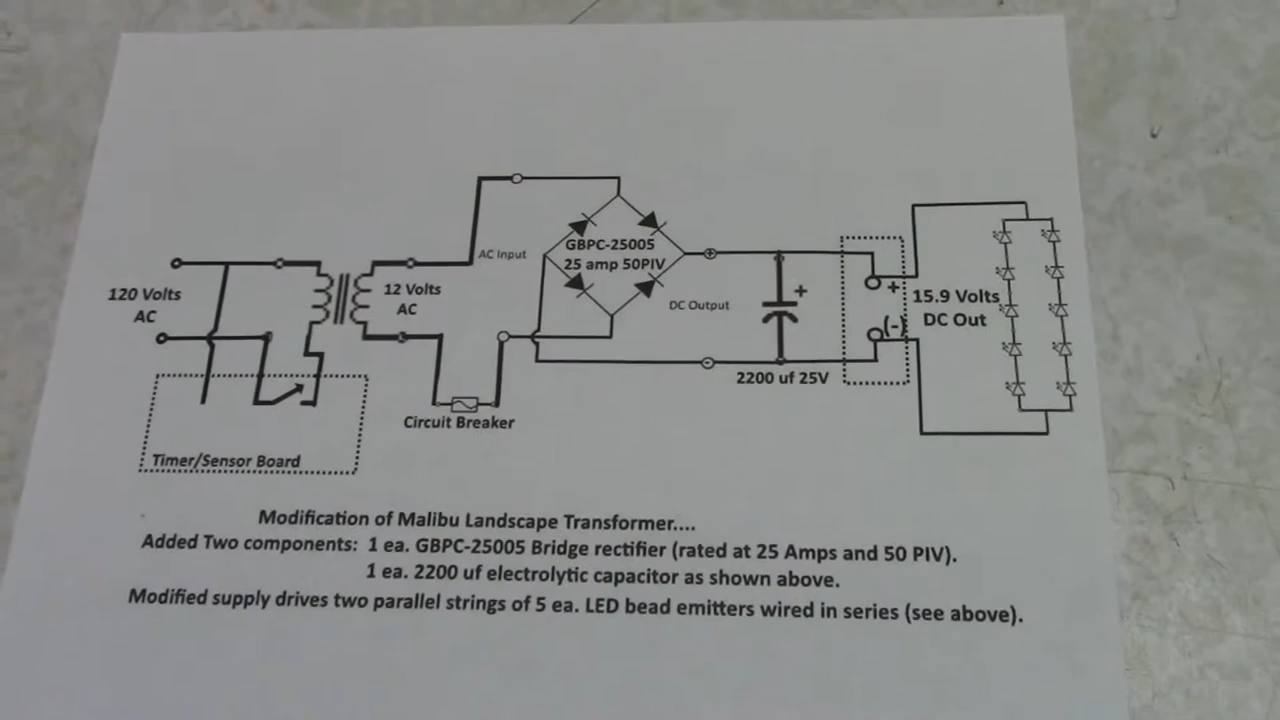 GBPC-25005
25 amp 50PIV
AC Input
120 Volts
AC
12 Volts
AC
DC Output
+
+
15.9 Volts
DC Out
(-)
2200 uf 25V
Circuit Breaker
Timer/Sensor Board
Modification of Malibu Landscape Transformer....
Added Two components: 1 ea. GBPC-25005 Bridge rectifier (rated at 25 Amps and 50 PIV).
1 ea. 2200 uf electrolytic capacitor as shown above.
Modified supply drives two parallel strings of 5 ea. LED bead emitters wired in series (see above).